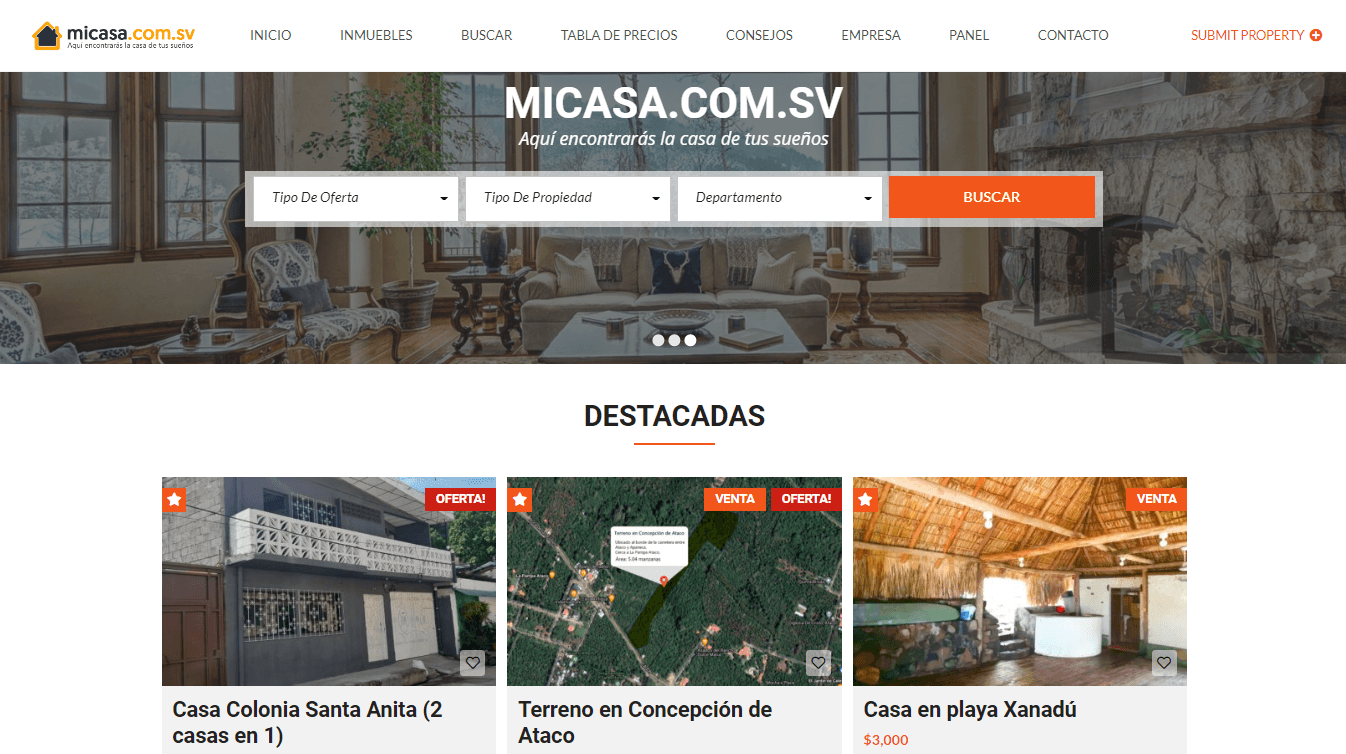 micasa.com.sv
Aquí encontrarás la casa de tus sueños
INICIO
INMUEBLES
BUSCAR
TABLA DE PRECIOS
CONSEJOS
EMPRESA
PANEL
CONTACTO
SUBMIT PROPERTY
MICASA.COM.SV
Aquí encontrarás la casa de tus sueños
Tipo De Oferta
Tipo De Propiedad
Departamento
BUSCAR
DESTACADAS
OFERTA!
VENTA
OFERTA!
VENTA
Terreno en Concepción de Ataco
Ubicado al borde de la carretera entre
Ataco y Apaneca.
Cerca a La Pampa Ataco.
Área: 5.04 manzanas
La Pampa Ataco
Casa Colonia Santa Anita (2
casas en 1)
Terreno en Concepción de
Ataco
Casa en playa Xanadú
$3,000